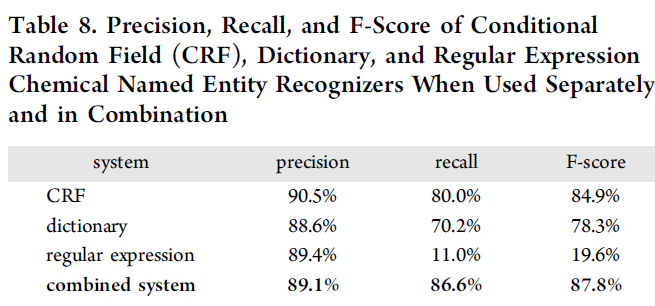 Table 8. Precision, Recall, and F-Score of Conditional
Random Field (CRF), Dictionary, and Regular Expression
Chemical Named Entity Recognizers When Used Separately
and in Combination
system precision recall F-score
CRF 90.5% 80.0% 84.9%
dictionary 88.6% 70.2% 78.3%
regular expression 89.4% 11.0% 19.6%
combined system 89.1% 86.6% 87.8%